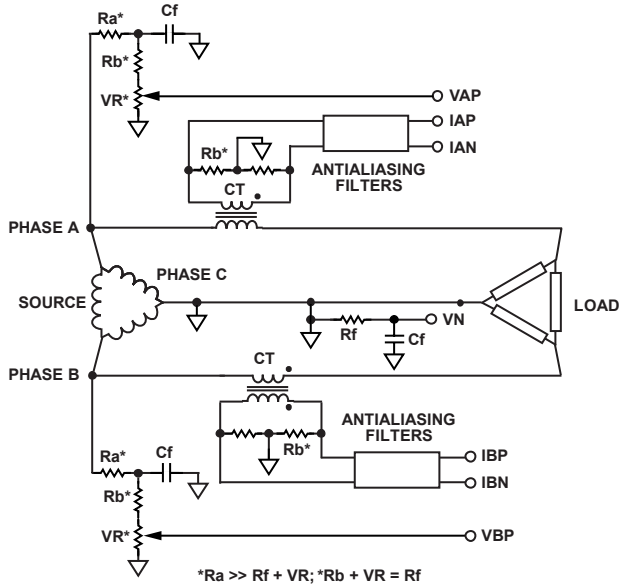 Ra*
Cf
Rb*
VR*
VAP
IAP
Rb*
IAN
ANTIALIASING
FILTERS
CT
PHASE A
PHASE C
SOURCE
LOAD
VN
Rf
Cf
PHASE B
CT
ANTIALIASING
FILTERS
Rb*
IBP
IBN
Ra*
Cf
Rb*
VR*
VBP
*Ra >> Rf + VR; *Rb + VR = Rf